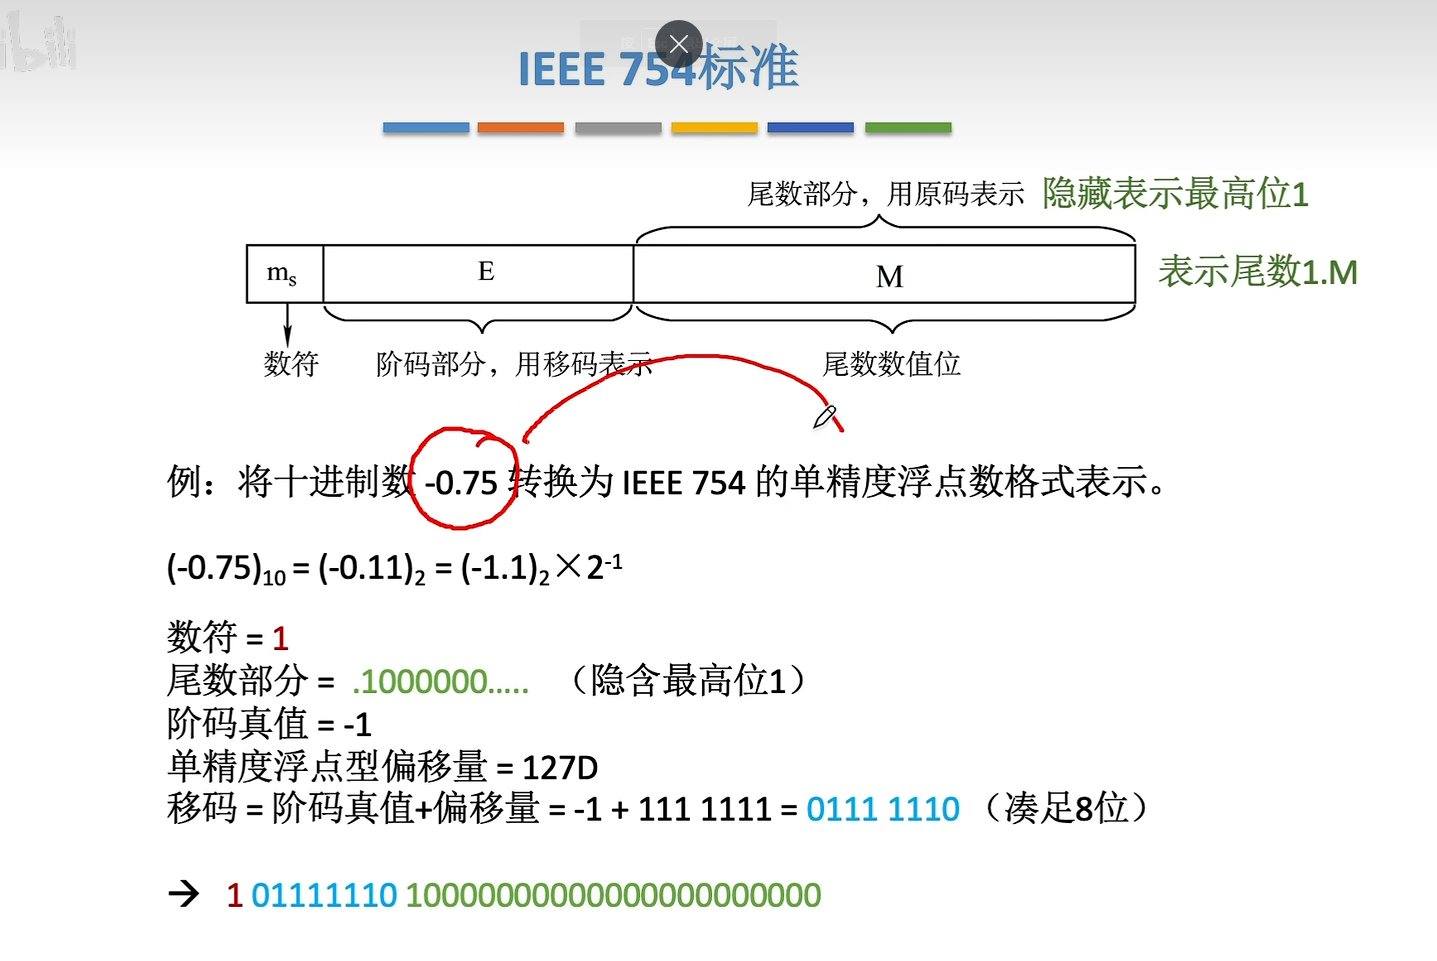 bili
IEEE 754标准
尾数部分，用原码表示 隐藏表示最高位1
mₛ E M 表示尾数1.M
数符 阶码部分，用移码表示 尾数数值位
例：将十进制数 -0.75 转换为 IEEE 754 的单精度浮点数格式表示。
(-0.75)₁₀ = (-0.11)₂ = (-1.1)₂×2⁻¹
数符 = 1
尾数部分 = .1000000..... （隐含最高位1）
阶码真值 = -1
单精度浮点型偏移量 = 127D
移码 = 阶码真值+偏移量 = -1 + 111 1111 = 0111 1110 （凑足8位）
→ 1 01111110 10000000000000000000000